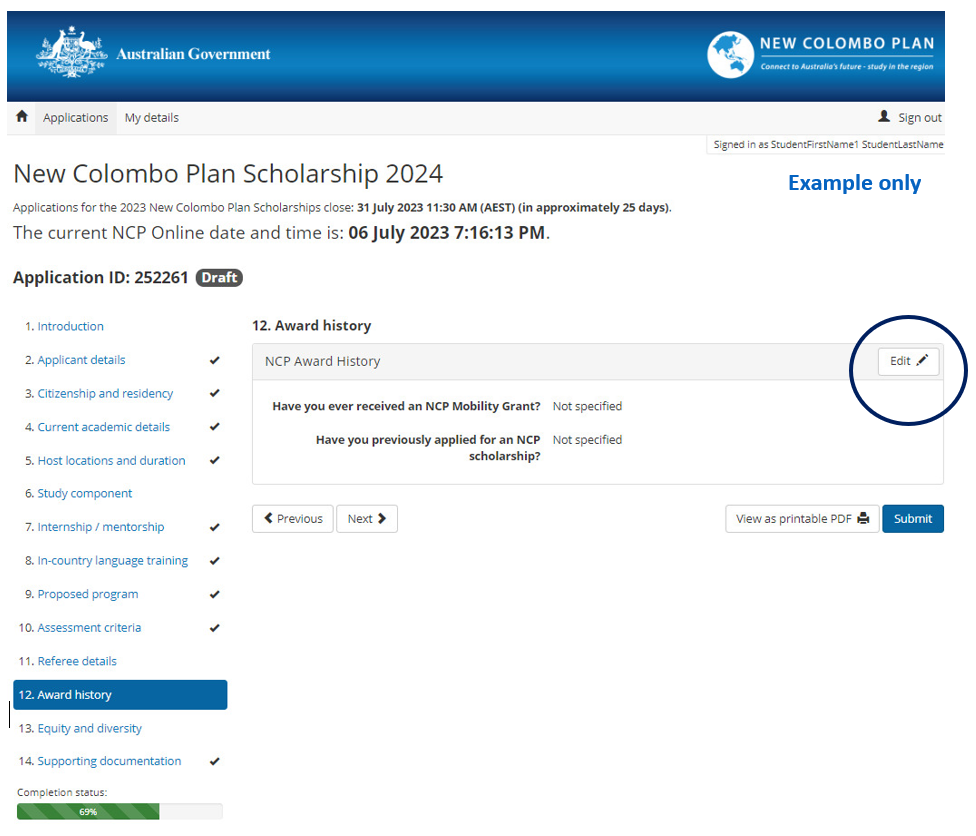 Australian Government
NEW COLOMBO PLAN
Connect to Australia's future - study in the region
Applications
My details
Sign out
Signed in as StudentFirstName1 StudentLastName
New Colombo Plan Scholarship 2024
Example only
Applications for the 2023 New Colombo Plan Scholarships close: 31 July 2023 11:30 AM (AEST) (in approximately 25 days).
The current NCP Online date and time is: 06 July 2023 7:16:13 PM.
Application ID: 252261 Draft
1. Introduction
2. Applicant details
3. Citizenship and residency
4. Current academic details
5. Host locations and duration
6. Study component
7. Internship / mentorship
8. In-country language training
9. Proposed program
10. Assessment criteria
11. Referee details
12. Award history
13. Equity and diversity
14. Supporting documentation
Completion status:
69%
12. Award history
NCP Award History
Edit
Have you ever received an NCP Mobility Grant? Not specified
Have you previously applied for an NCP Not specified
scholarship?
Previous
Next
View as printable PDF
Submit